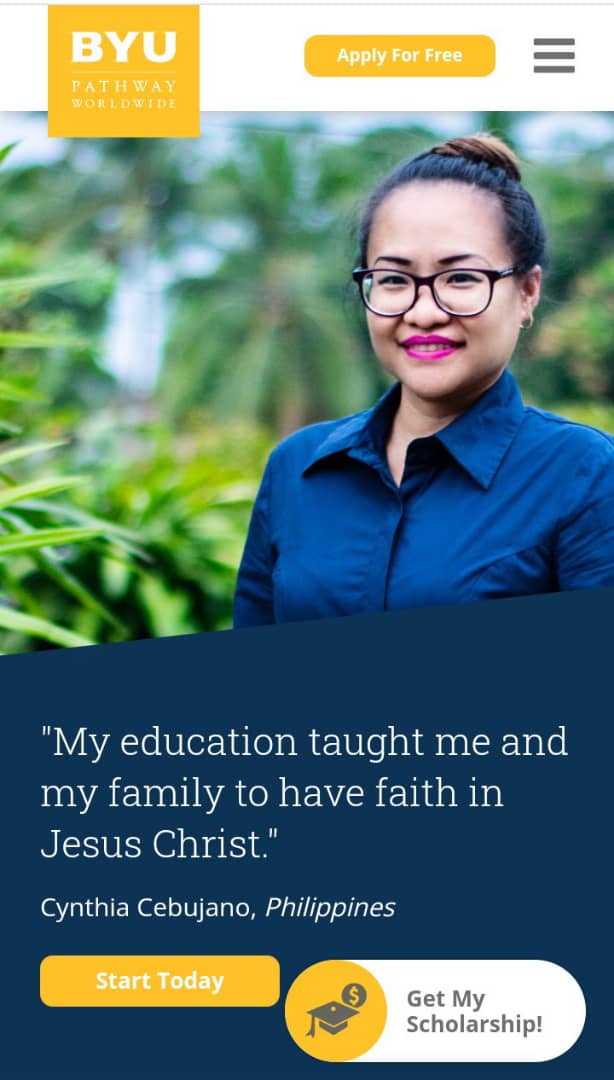 BYU
PATHWAY
WORLDWIDE
Apply For Free
"My education taught me and
my family to have faith in
Jesus Christ."
Cynthia Cebujano, Philippines
Start Today
$
Get My
Scholarship!